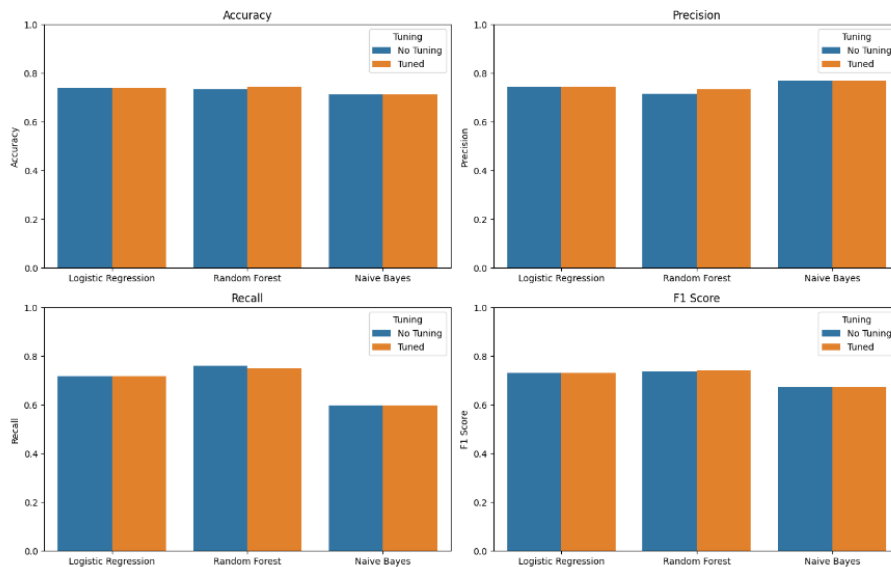 Accuracy
1.0
0.8
0.6
0.4
0.2
0.0
Accuracy
Tuning
No Tuning
Tuned
Logistic Regression
Random Forest
Naive Bayes
Precision
1.0
0.8
0.6
0.4
0.2
0.0
Precision
Tuning
No Tuning
Tuned
Logistic Regression
Random Forest
Naive Bayes
Recall
1.0
0.8
0.6
0.4
0.2
0.0
Recall
Tuning
No Tuning
Tuned
Logistic Regression
Random Forest
Naive Bayes
F1 Score
1.0
0.8
0.6
0.4
0.2
0.0
F1 Score
Tuning
No Tuning
Tuned
Logistic Regression
Random Forest
Naive Bayes